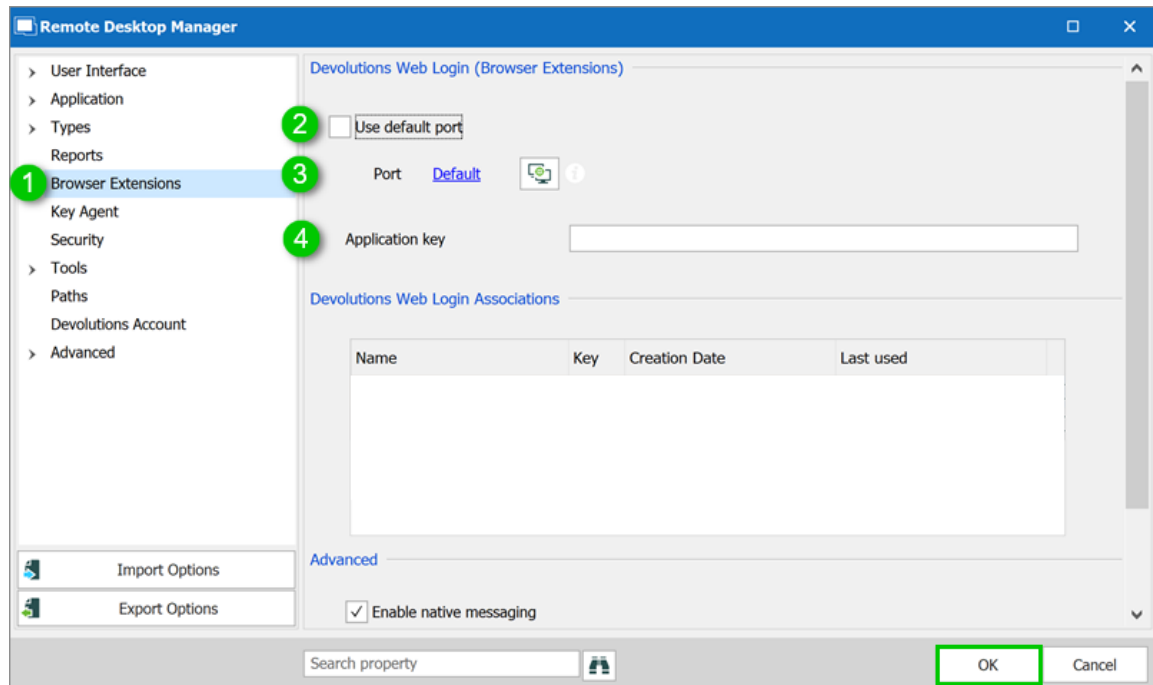 Remote Desktop Manager
User Interface
Application
Types
Reports
1 Browser Extensions
Key Agent
Security
Tools
Paths
Devolutions Account
Advanced
Import Options
Export Options
Devolutions Web Login (Browser Extensions)
2 Use default port
3 Port Default i
4 Application key
Devolutions Web Login Associations
Name Key Creation Date Last used
Advanced
Enable native messaging
Search property
OK Cancel